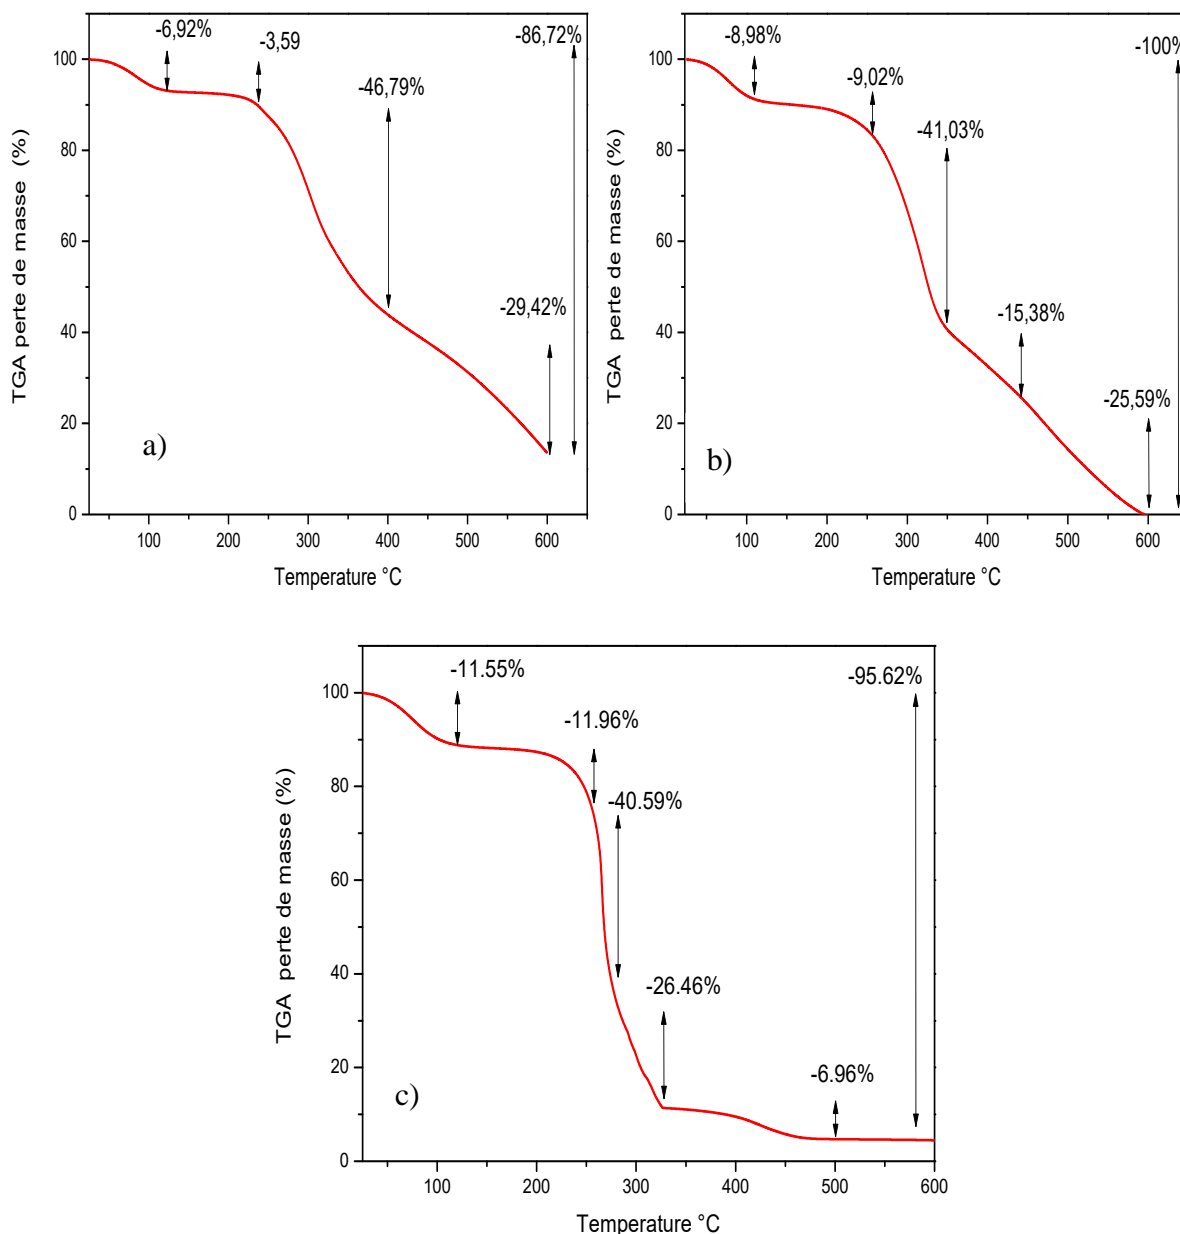 -6,92%
-3,59
-86,72%
-46,79%
-29,42%
TGA perte de masse (%)
100
80
60
40
20
0
a)
100 200 300 400 500 600
Temperature °C
-8,98%
-9,02%
-100%
-41,03%
-15,38%
-25,59%
TGA perte de masse (%)
100
80
60
40
20
0
b)
100 200 300 400 500 600
Temperature °C
-11.55%
-95.62%
-11.96%
-40.59%
-26.46%
-6.96%
TGA perte de masse (%)
100
80
60
40
20
0
c)
100 200 300 400 500 600
Temperature °C